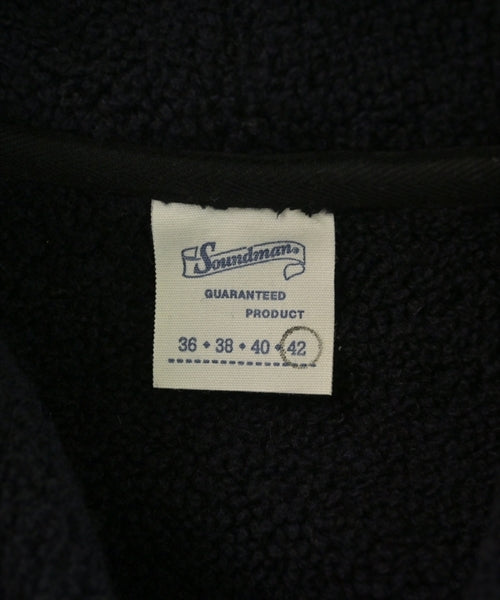 Soundman®
GUARANTEED
PRODUCT
36 • 38 • 40 • 42